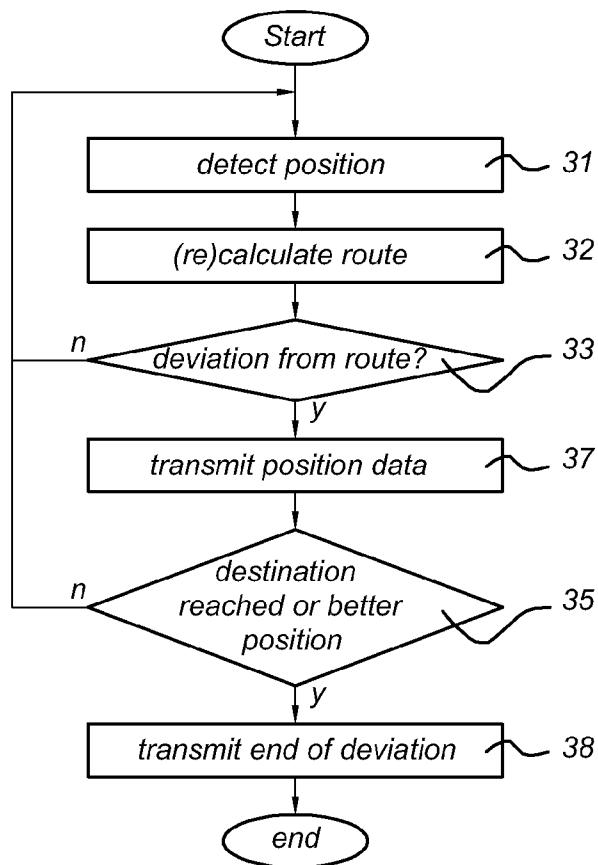 Start
detect position 31
(re)calculate route 32
n deviation from route? 33
y
transmit position data 37
destination
n reached or better 35
position
y
transmit end of deviation 38
end